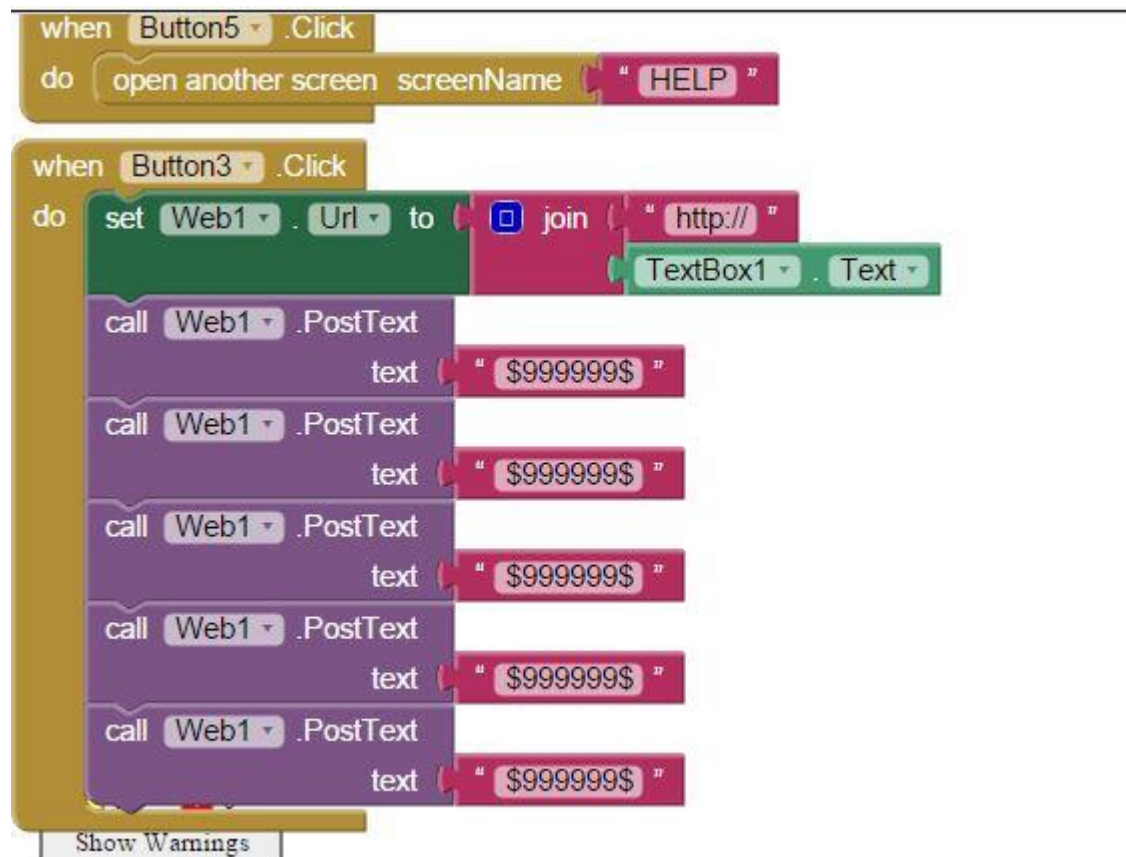 when Button5 .Click
do open another screen screenName " HELP "
when Button3 .Click
do set Web1 . Url to join " http:// "
TextBox1 . Text
call Web1 .PostText
text " $999999$ "
call Web1 .PostText
text " $999999$ "
call Web1 .PostText
text " $999999$ "
call Web1 .PostText
text " $999999$ "
call Web1 .PostText
text " $999999$ "
Show Warnings